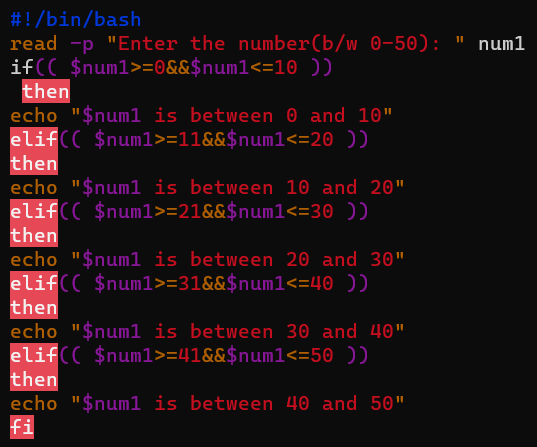 #!/bin/bash
read -p "Enter the number(b/w 0-50): " num1
if(( $num1>=0&&$num1<=10 ))
 then
echo "$num1 is between 0 and 10"
elif(( $num1>=11&&$num1<=20 ))
then
echo "$num1 is between 10 and 20"
elif(( $num1>=21&&$num1<=30 ))
then
echo "$num1 is between 20 and 30"
elif(( $num1>=31&&$num1<=40 ))
then
echo "$num1 is between 30 and 40"
elif(( $num1>=41&&$num1<=50 ))
then
echo "$num1 is between 40 and 50"
fi